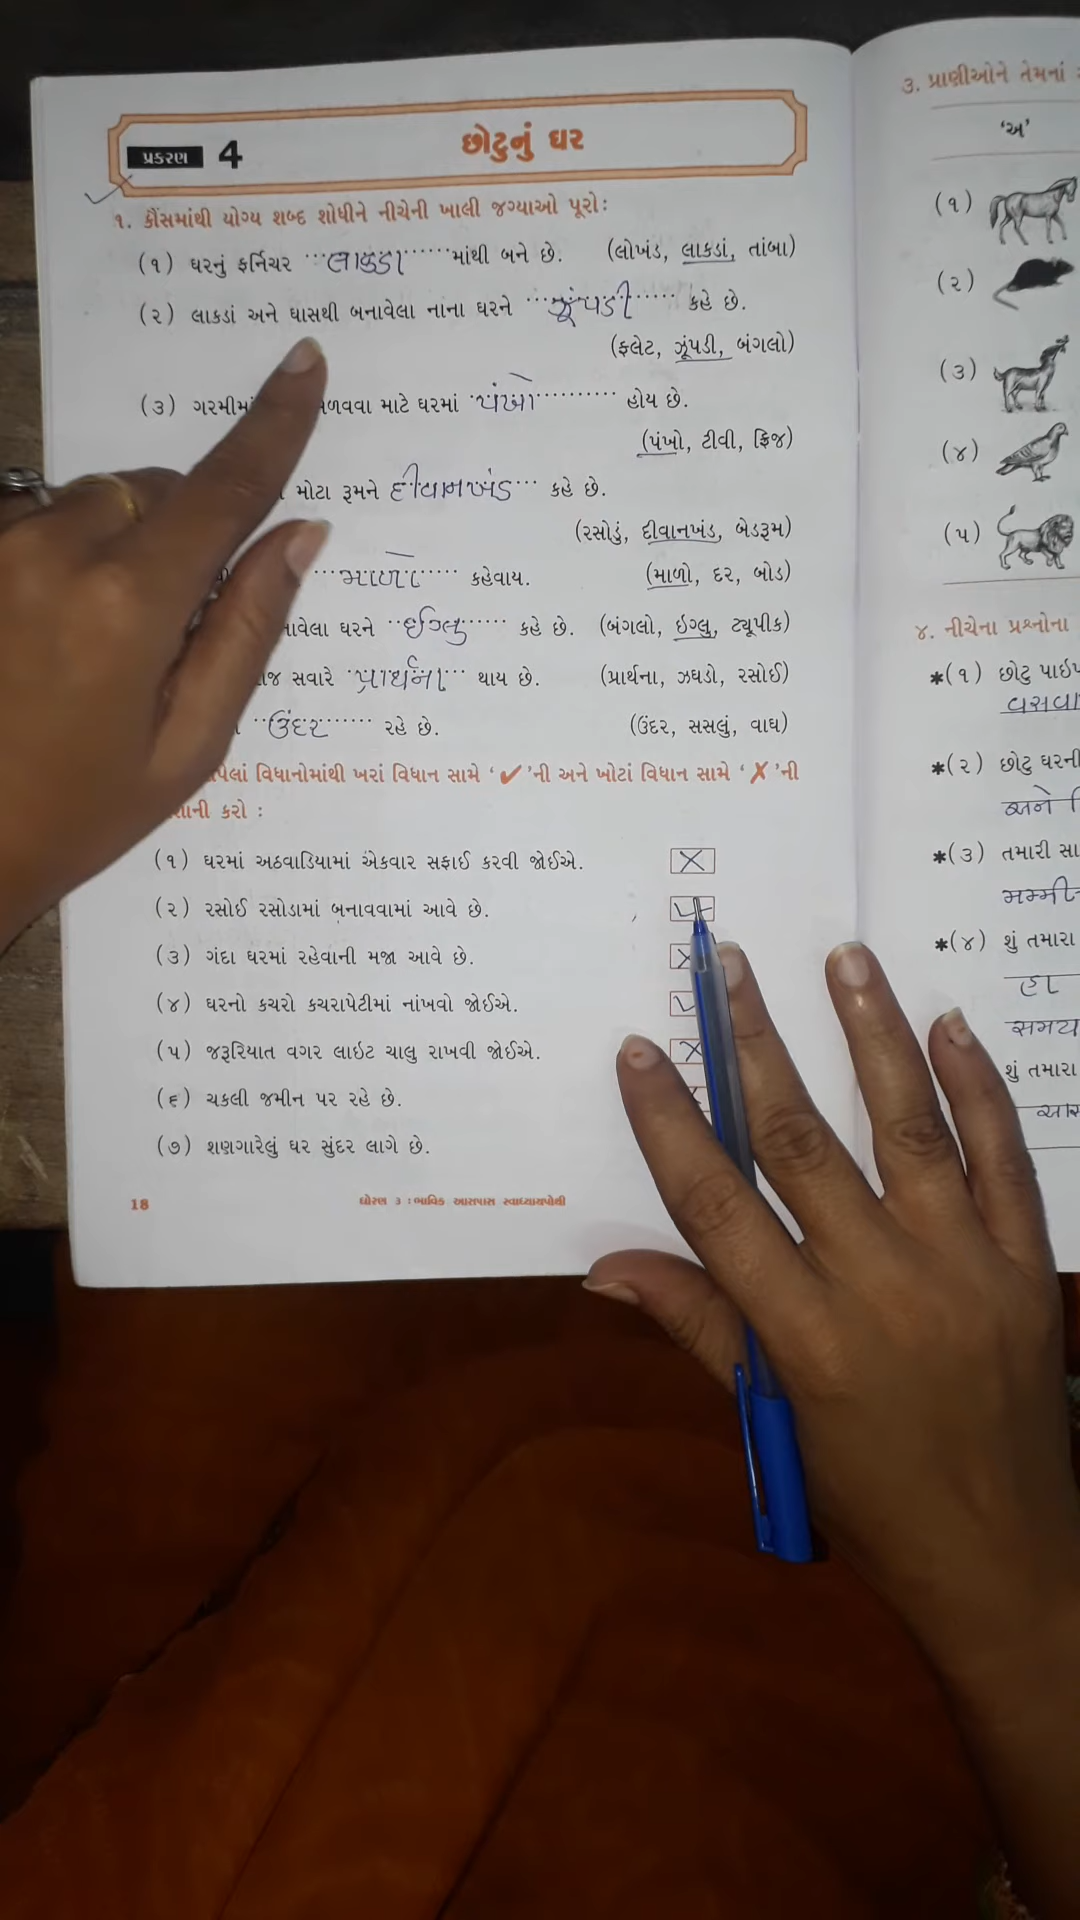 પ્રકરણ 4 છોટુનું ઘર
૧. કૌંસમાંથી યોગ્ય શબ્દ શોધીને નીચેની ખાલી જગ્યાઓ પૂરો:
(૧) ઘરનું ફર્નિચર લાકડા માંથી બને છે. (લોખંડ, લાકડાં, તાંબા)
(૨) લાકડાં અને ઘાસથી બનાવેલા નાના ઘરને ઝૂંપડી કહે છે.
(ફ્લેટ, ઝૂંપડી, બંગલો)
(૩) ગરમીમાં મેળવવા માટે ઘરમાં પંખો હોય છે.
(પંખો, ટીવી, ફ્રિજ)
મોટા રૂમને દીવાનખંડ કહે છે.
(રસોડું, દીવાનખંડ, બેડરૂમ)
માળો કહેવાય. (માળો, દર, બોડ)
ઘરને ઈગ્લુ કહે છે. (બંગલો, ઇગ્લુ, ટ્યૂપીક)
સવારે પ્રાર્થના થાય છે. (પ્રાર્થના, ઝઘડો, રસોઈ)
ઉંદર રહે છે. (ઉંદર, સસલું, વાઘ)
વિધાનોમાંથી ખરાં વિધાન સામે ‘✓’ની અને ખોટાં વિધાન સામે ‘✗’ની
કરો :
(૧) ઘરમાં અઠવાડિયામાં એકવાર સફાઈ કરવી જોઈએ. ✗
(૨) રસોઈ રસોડામાં બનાવવામાં આવે છે.
(૩) ગંદા ઘરમાં રહેવાની મજા આવે છે. ✗
(૪) ઘરનો કચરો કચરાપેટીમાં નાંખવો જોઈએ.
(૫) જરૂરિયાત વગર લાઇટ ચાલુ રાખવી જોઈએ. ✗
(૬) ચકલી જમીન પર રહે છે.
(૭) શણગારેલું ઘર સુંદર લાગે છે.
18 ધોરણ ૩ : ભાવિક આસપાસ સ્વાધ્યાયપોથી
૩. પ્રાણીઓને તેમનાં
‘અ’
(૧)
(૨)
(૩)
(૪)
(૫)
૪. નીચેના પ્રશ્નોના
*(૧) છોટુ
*(૨) છોટુ ઘરની
અને
*(૩) તમારી
*(૪) શું તમારા
હા
સમય
શું તમારા